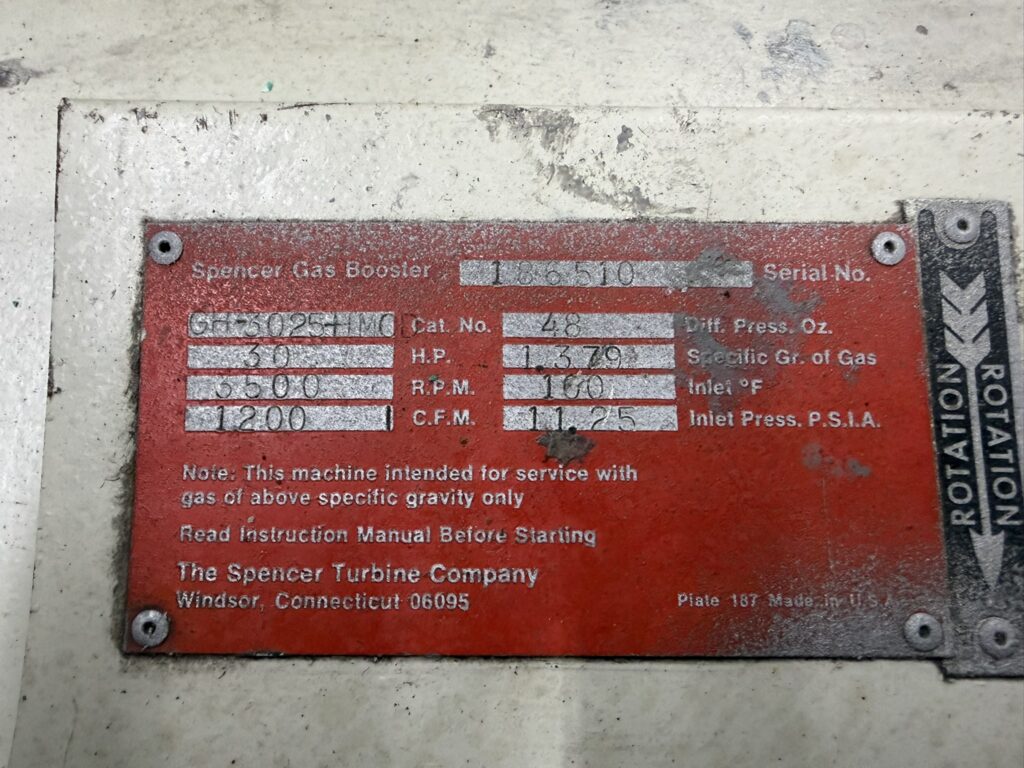 Spencer Gas Booster 186510 Serial No.
Cat. No. 48 Diff. Press. Oz.
30 H.P. 1.379 Specific Gr. of Gas
3500 R.P.M. 100 Inlet °F
1200 C.F.M. 11.25 Inlet Press. P.S.I.A.
Note: This machine intended for service with
gas of above specific gravity only
Read Instruction Manual Before Starting
The Spencer Turbine Company
Windsor, Connecticut 06095
Plate 187 Made in U.S.A.
ROTATION
ROTATION